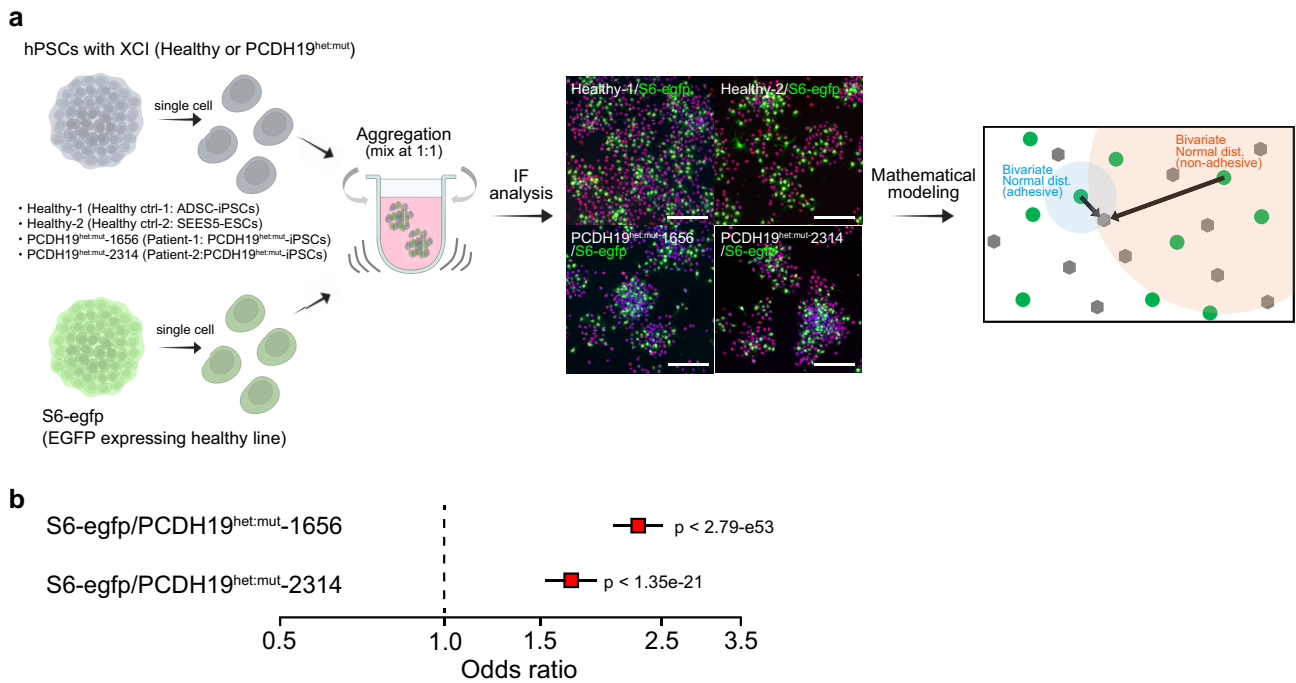 a
hPSCs with XCI (Healthy or PCDH19het:mut)
single cell
Aggregation
(mix at 1:1)
・Healthy-1 (Healthy ctrl-1: ADSC-iPSCs)
・Healthy-2 (Healthy ctrl-2: SEES5-ESCs)
・PCDH19het:mut-1656 (Patient-1: PCDH19het:mut-iPSCs)
・PCDH19het:mut-2314 (Patient-2:PCDH19het:mut-iPSCs)
single cell
S6-egfp
(EGFP expressing healthy line)
IF
analysis
Healthy-1/S6-egfp
Healthy-2/S6-egfp
PCDH19het:mut-1656
/S6-egfp
PCDH19het:mut-2314
/S6-egfp
Mathematical
modeling
Bivariate
Normal dist.
(adhesive)
Bivariate
Normal dist.
(non-adhesive)
b
S6-egfp/PCDH19het:mut-1656
p < 2.79-e53
S6-egfp/PCDH19het:mut-2314
p < 1.35e-21
0.5 1.0 1.5 2.5 3.5
Odds ratio